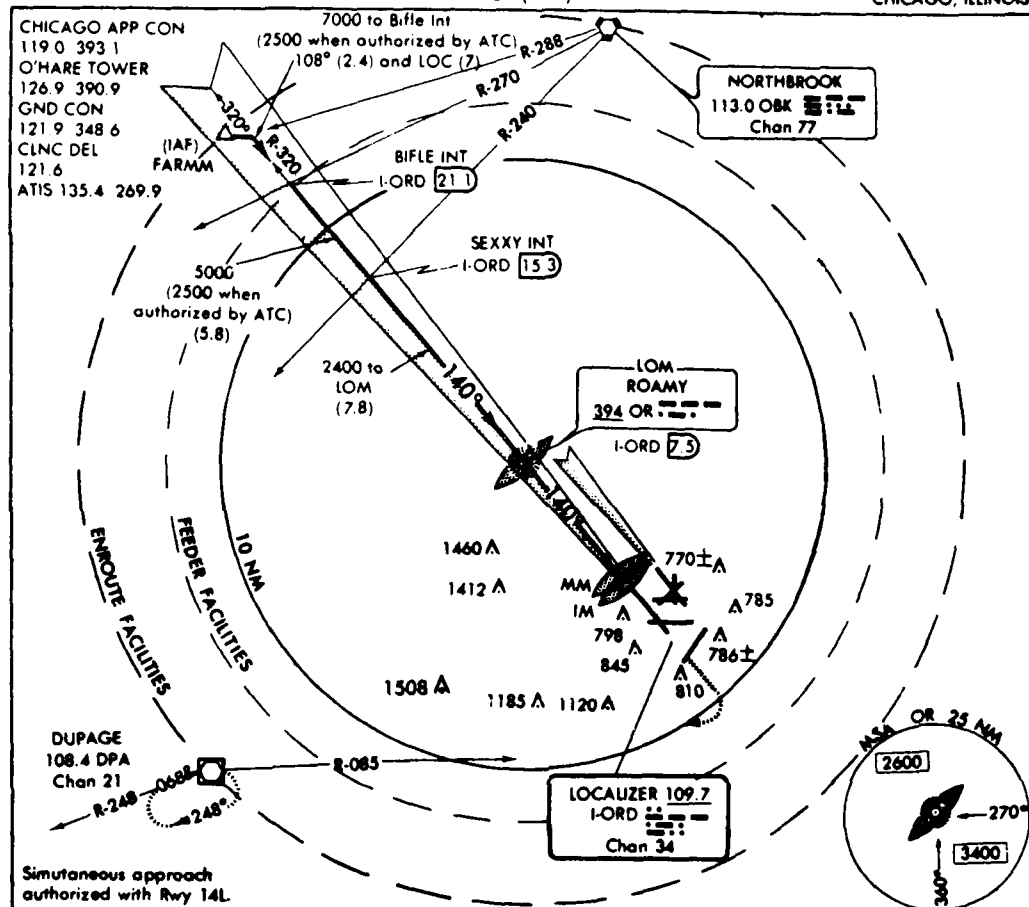 CHICAGO, ILLINOIS
CHICAGO APP CON
119.0 393.1
O'HARE TOWER
126.9 390.9
GND CON
121.9 348.6
CLNC DEL
121.6
ATIS 135.4 269.9
7000 to Bifle Int
(2500 when authorized by ATC)
108° (2.4) and LOC (7)
R-288
R-270
R-240
NORTHBROOK
113.0 OBK
Chan 77
320°
R-320
(IAF)
FARMM
BIFLE INT
I-ORD 21.1
SEXXY INT
I-ORD 15.3
5000
(2500 when
authorized by ATC)
(5.8)
2400 to
LOM
(7.8)
140°
LOM
ROAMY
394 OR
I-ORD 7.5
140°
ENROUTE FACILITIES
FEEDER FACILITIES
10 NM
1460
1412
MM
IM
770±
785
798
845
786±
810
1508
1185
1120
DUPAGE
108.4 DPA
Chan 21
R-085
R-248
068°
248°
LOCALIZER 109.7
I-ORD
Chan 34
MSA OR 25 NM
2600
270°
3400
360°
Simutaneous approach
authorized with Rwy 14L.